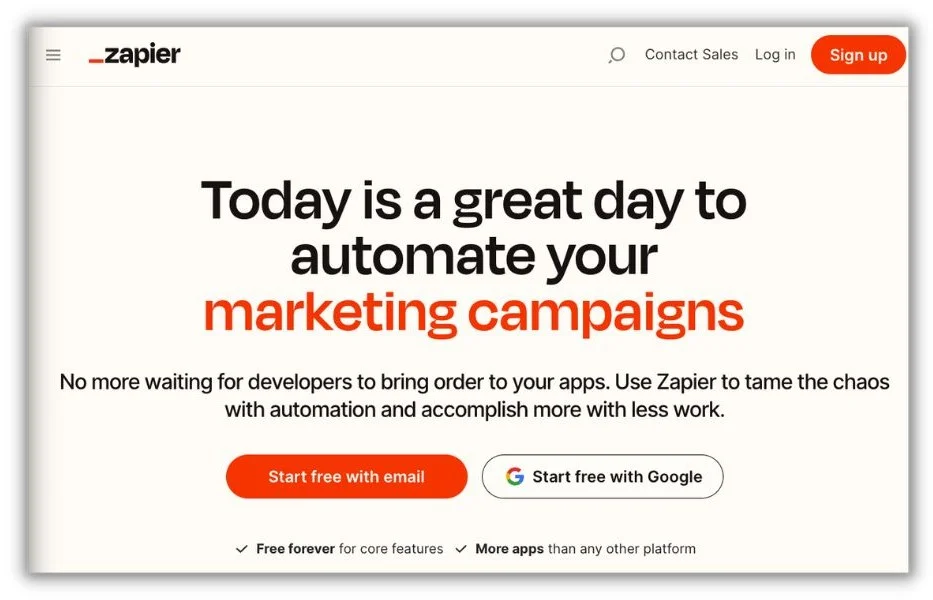 _zapier
Contact Sales
Log in
Sign up
Today is a great day to
automate your
marketing campaigns
No more waiting for developers to bring order to your apps. Use Zapier to tame the chaos
with automation and accomplish more with less work.
Start free with email
Start free with Google
Free forever for core features
More apps than any other platform